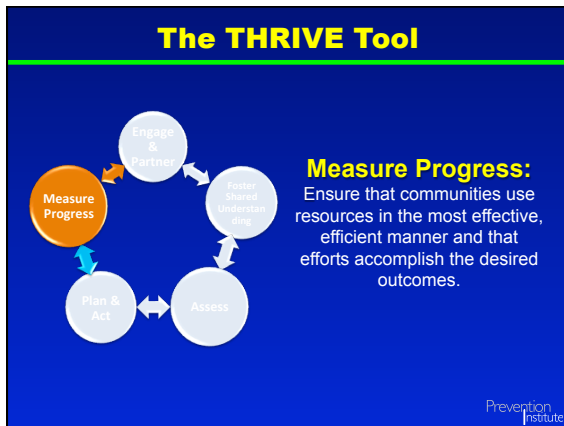 The THRIVE Tool
Engage
&
Partner
Measure
Progress
Foster
Shared
Understan
ding
Plan &
Act
Assess
Measure Progress:
Ensure that communities use
resources in the most effective,
efficient manner and that
efforts accomplish the desired
outcomes.
Prevention
Institute